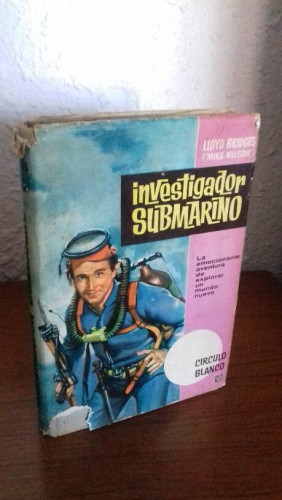 LLOYD BRIDGES
("MIKE NELSON"
investigador
SUBMARINO
La
emocionante
aventura
de
explorar
un
mundo
nuevo
CIRCULO
BLANCO